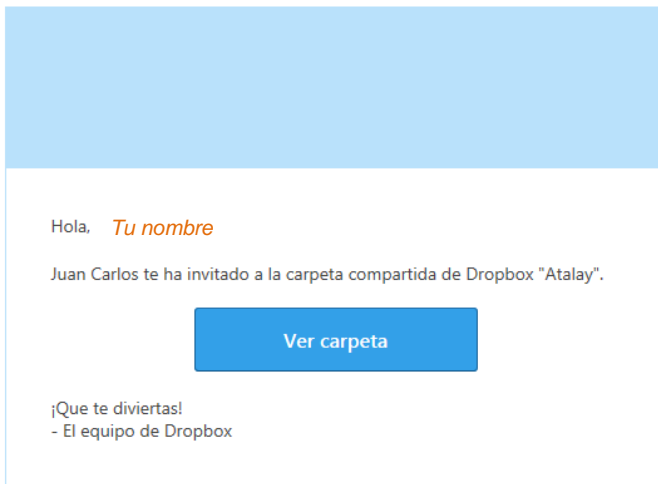 Hola, Tu nombre
Juan Carlos te ha invitado a la carpeta compartida de Dropbox "Atalay".
Ver carpeta
¡Que te diviertas!
- El equipo de Dropbox